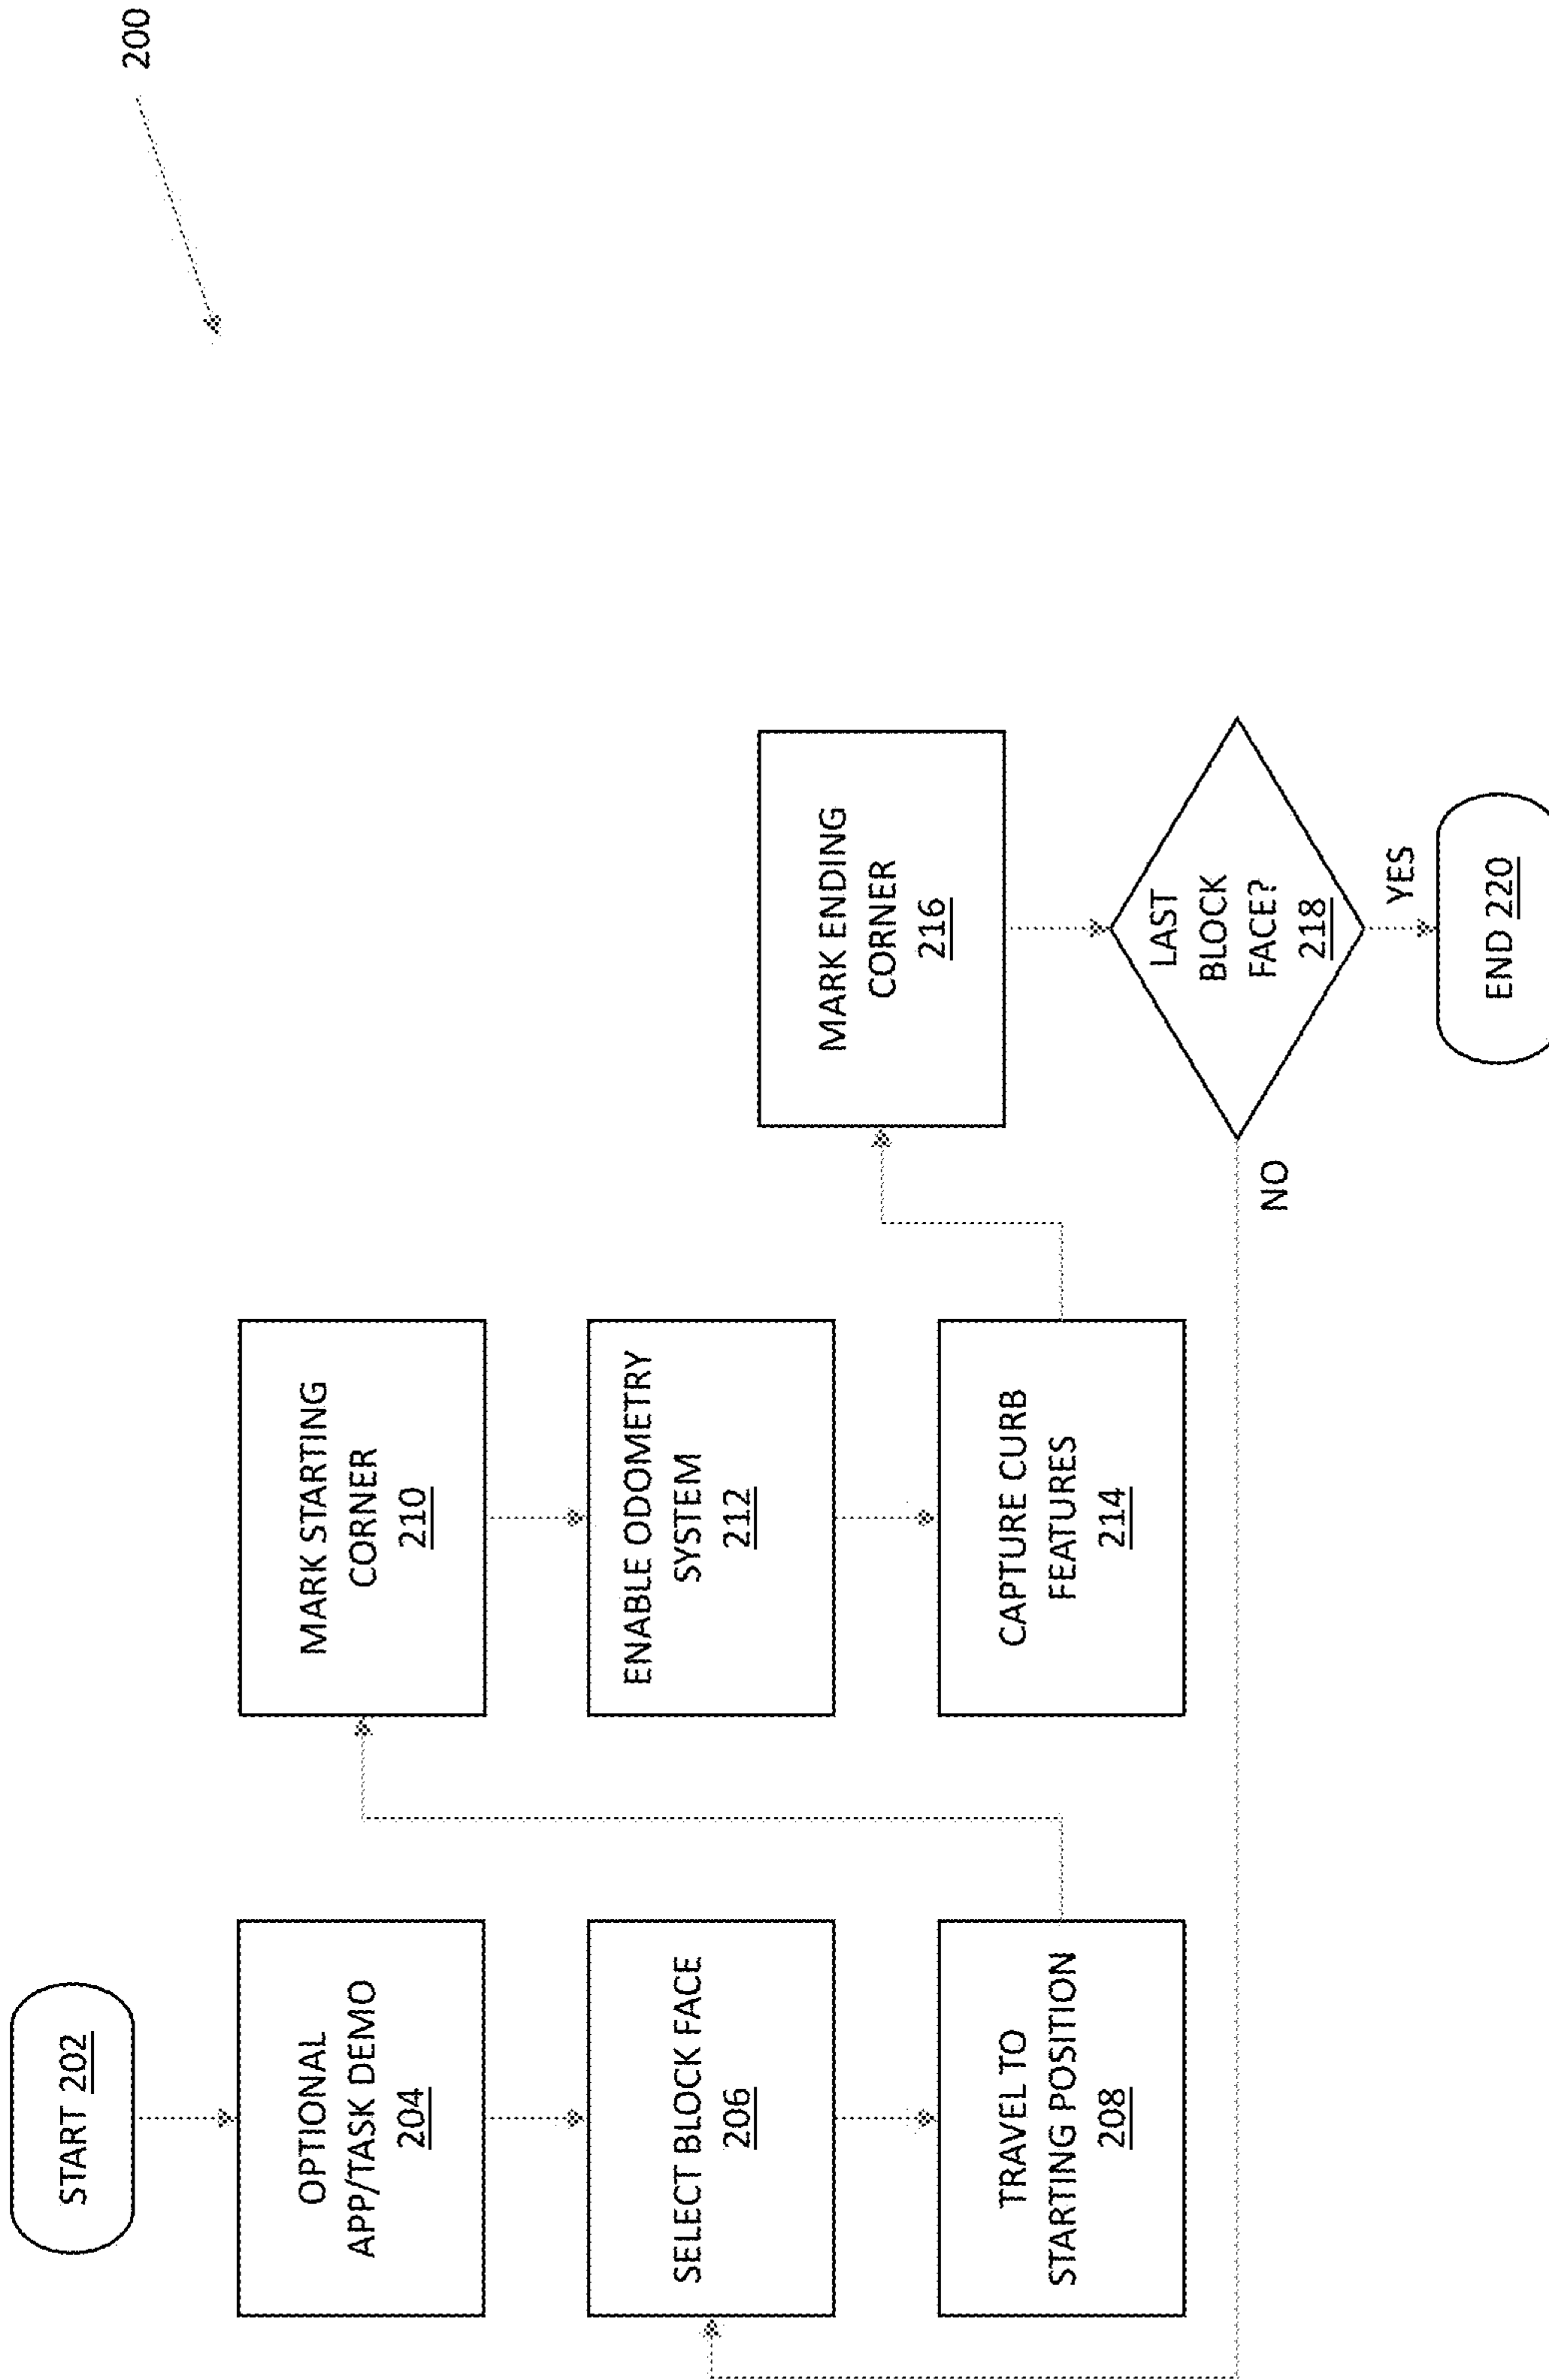 200
START 202
OPTIONAL
APP/TASK DEMO
204
SELECT BLOCK FACE
206
TRAVEL TO
STARTING POSITION
208
MARK STARTING
CORNER
210
ENABLE ODOMETRY
SYSTEM
212
CAPTURE CURB
FEATURES
214
MARK ENDING
CORNER
216
LAST
BLOCK
FACE?
218
NO
YES
END 220